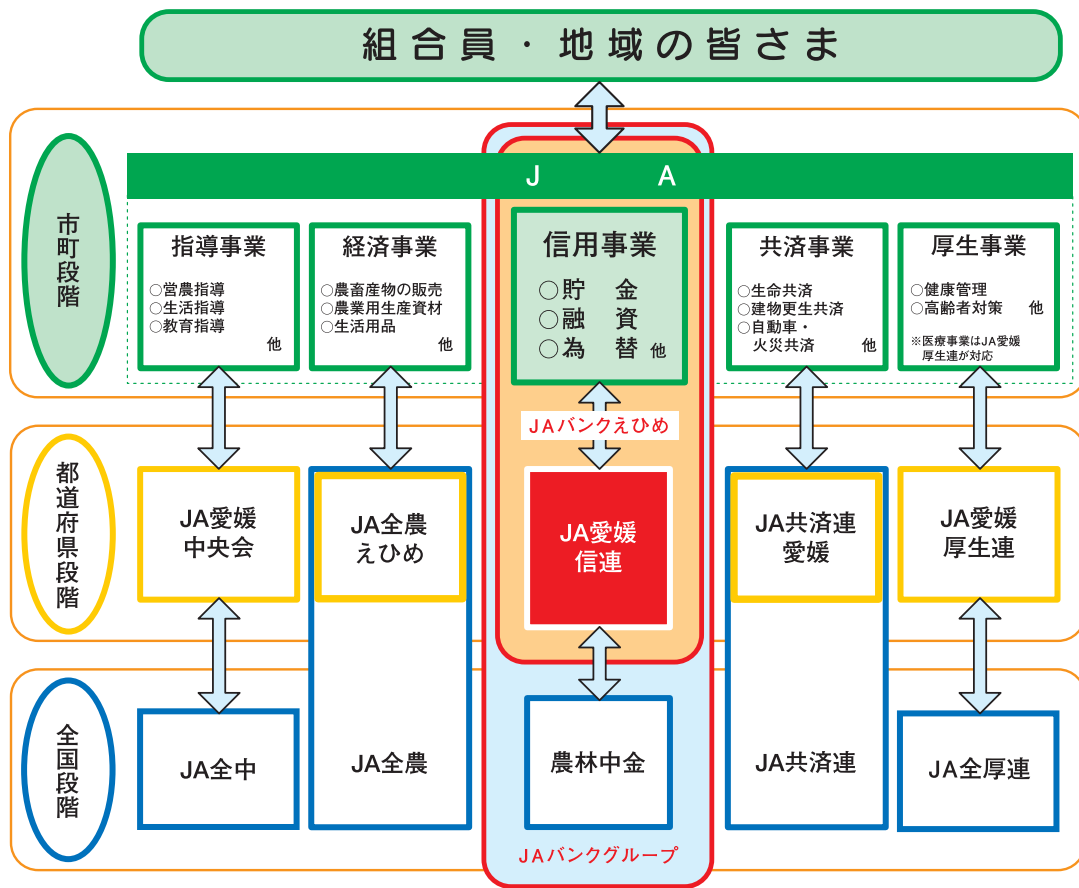 組合員・地域の皆さま
J A
市町段階
指導事業
○営農指導
○生活指導
○教育指導
他
経済事業
○農畜産物の販売
○農業用生産資材
○生活用品
他
信用事業
○貯 金
○融 資
○為 替 他
共済事業
○生命共済
○建物更生共済
○自動車・
火災共済 他
厚生事業
○健康管理
○高齢者対策 他
※医療事業はJA愛媛
厚生連が対応
JAバンクえひめ
都道府県段階
JA愛媛
中央会
JA全農
えひめ
JA愛媛
信連
JA共済連
愛媛
JA愛媛
厚生連
全国段階
JA全中
JA全農
農林中金
JA共済連
JA全厚連
JAバンクグループ